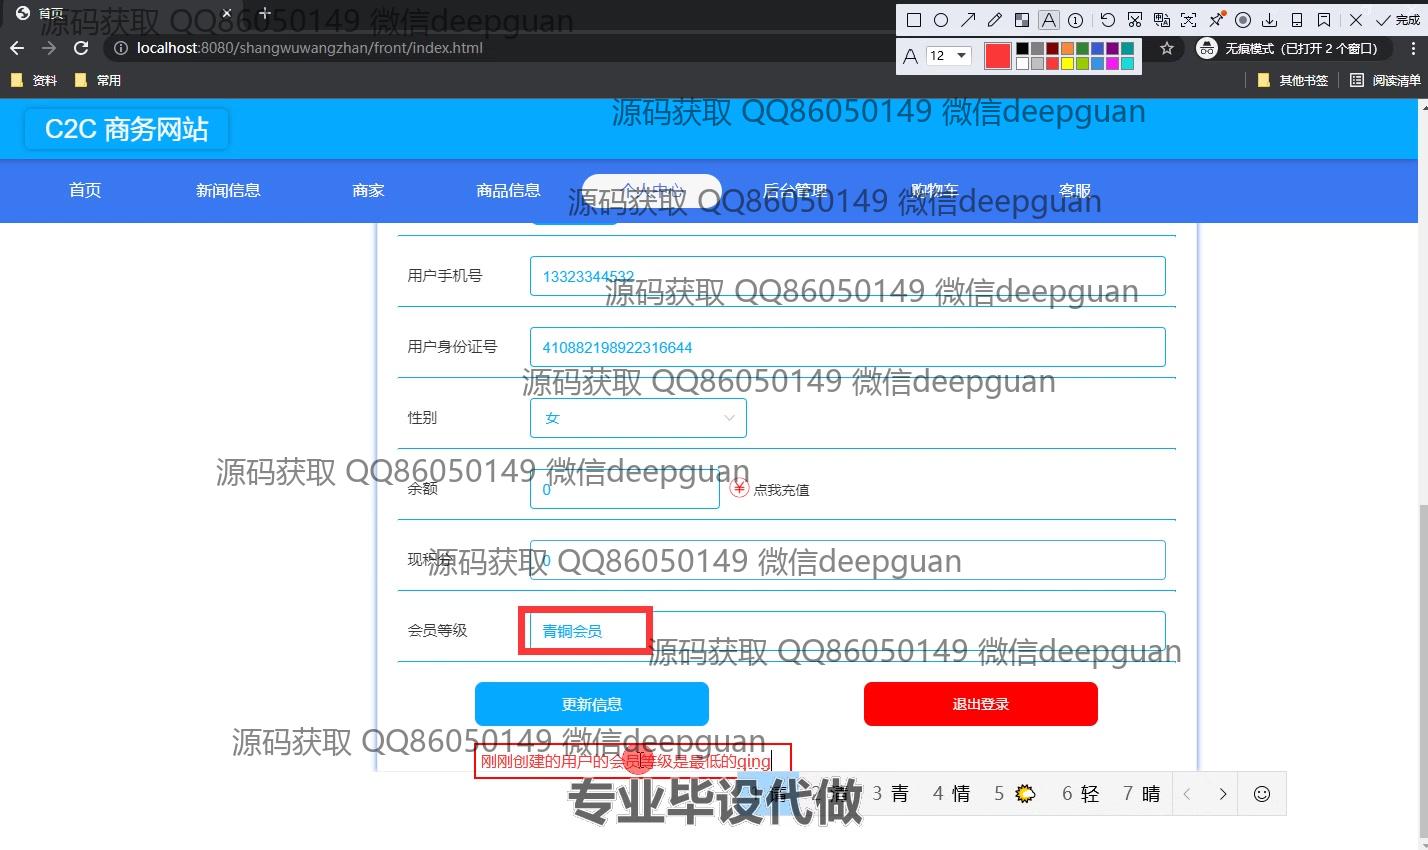 首页
源码获取 QQ86050149 微信deepguan
12
完成
localhost:8080/shangwuwangzhan/front/index.html
无痕模式（已打开 2 个窗口）
资料 常用 其他书签 阅读清单
C2C 商务网站
源码获取 QQ86050149 微信deepguan
首页 新闻信息 商家 商品信息 个人中心 后台管理 购物车 客服
源码获取 QQ86050149 微信deepguan
用户手机号 13323344532
源码获取 QQ86050149 微信deepguan
用户身份证号 410882198922316644
源码获取 QQ86050149 微信deepguan
性别 女
源码获取 QQ86050149 微信deepguan
余额 0 ¥ 点我充值
现积分 0
源码获取 QQ86050149 微信deepguan
会员等级 青铜会员
源码获取 QQ86050149 微信deepguan
更新信息 退出登录
源码获取 QQ86050149 微信deepguan
刚刚创建的用户的会员等级是最低的qing
2 清 3 青 4 情 5 6 轻 7 晴
专业毕设代做